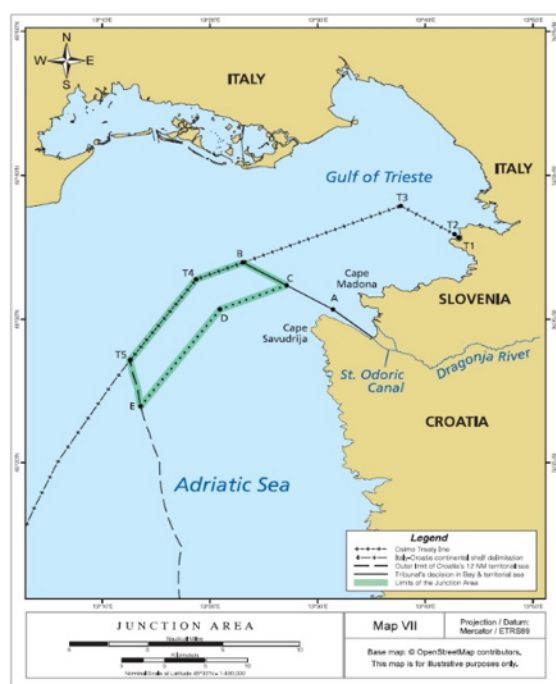 N
W E
S
ITALY
ITALY
Gulf of Trieste
T3
T2
T1
B
T4
C
Cape
Madona
A
SLOVENIA
D
Cape
Savudrija
Dragonja River
St. Odoric
Canal
T5
CROATIA
E
Adriatic Sea
Legend
Osimo Treaty line
Italy-Croatia continental shelf delimitation
Outer limit of Croatia's 12 NM territorial sea
Tribunal's decision in Bay & territorial sea
Limits of the Junction Area
JUNCTION AREA
Nautical Miles
Kilometers
Map VII
Projection / Datum:
Mercator / ETRS89
Base map: © OpenStreetMap contributors,
This map is for illustrative purposes only.